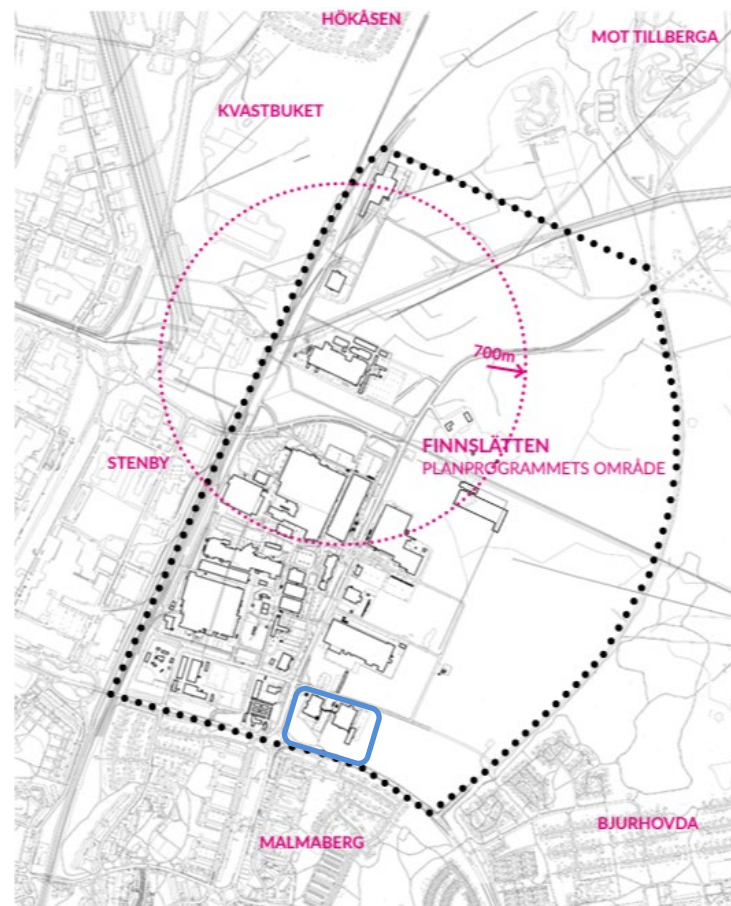 HÖKÅSEN
MOT TILLBERGA
KVASTBUKET
700m
FINNSLÄTTEN
PLANPROGRAMMETS OMRÅDE
STENBY
MALMABERG
BJURHOVDA